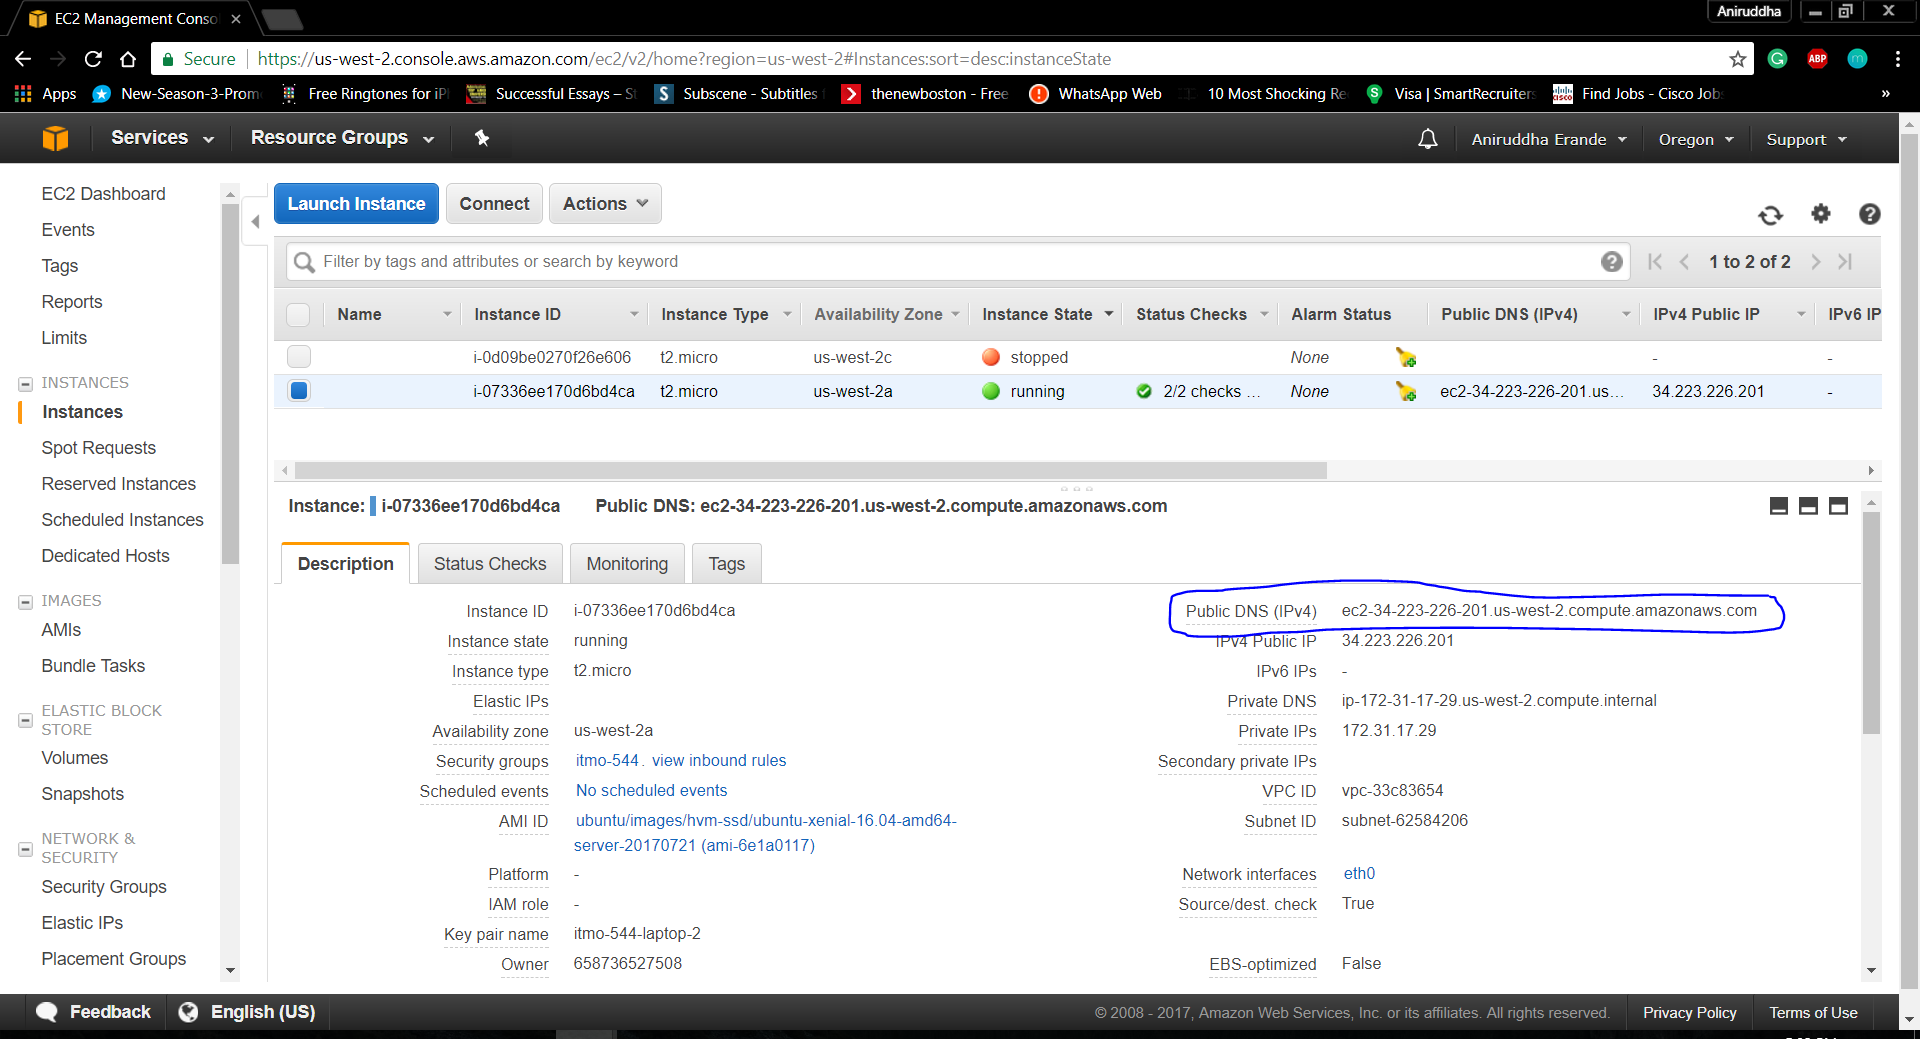 EC2 Management Conso
Aniruddha
Secure
https://us-west-2.console.aws.amazon.com/ec2/v2/home?region=us-west-2#Instances:sort=desc:instanceState
ABP
m
Apps
New-Season-3-Prom
Free Ringtones for iP
Successful Essays – S
Subscene - Subtitles
thenewboston - Free
WhatsApp Web
10 Most Shocking Re
Visa | SmartRecruiter
Find Jobs - Cisco Job
»
Services
Resource Groups
Aniruddha Erande
Oregon
Support
EC2 Dashboard
Events
Tags
Reports
Limits
INSTANCES
Instances
Spot Requests
Reserved Instances
Scheduled Instances
Dedicated Hosts
IMAGES
AMIs
Bundle Tasks
ELASTIC BLOCK
STORE
Volumes
Snapshots
NETWORK &
SECURITY
Security Groups
Elastic IPs
Placement Groups
Launch Instance
Connect
Actions
Filter by tags and attributes or search by keyword
1 to 2 of 2
Name Instance ID Instance Type Availability Zone Instance State Status Checks Alarm Status Public DNS (IPv4) IPv4 Public IP IPv6 IP
i-0d09be0270f26e606 t2.micro us-west-2c stopped None - -
i-07336ee170d6bd4ca t2.micro us-west-2a running 2/2 checks ... None ec2-34-223-226-201.us... 34.223.226.201 -
Instance: i-07336ee170d6bd4ca Public DNS: ec2-34-223-226-201.us-west-2.compute.amazonaws.com
Description
Status Checks
Monitoring
Tags
Instance ID i-07336ee170d6bd4ca
Instance state running
Instance type t2.micro
Elastic IPs
Availability zone us-west-2a
Security groups itmo-544. view inbound rules
Scheduled events No scheduled events
AMI ID ubuntu/images/hvm-ssd/ubuntu-xenial-16.04-amd64-
server-20170721 (ami-6e1a0117)
Platform -
IAM role -
Key pair name itmo-544-laptop-2
Owner 658736527508
Public DNS (IPv4) ec2-34-223-226-201.us-west-2.compute.amazonaws.com
IPv4 Public IP 34.223.226.201
IPv6 IPs -
Private DNS ip-172-31-17-29.us-west-2.compute.internal
Private IPs 172.31.17.29
Secondary private IPs
VPC ID vpc-33c83654
Subnet ID subnet-62584206
Network interfaces eth0
Source/dest. check True
EBS-optimized False
Feedback
English (US)
© 2008 - 2017, Amazon Web Services, Inc. or its affiliates. All rights reserved.
Privacy Policy
Terms of Use